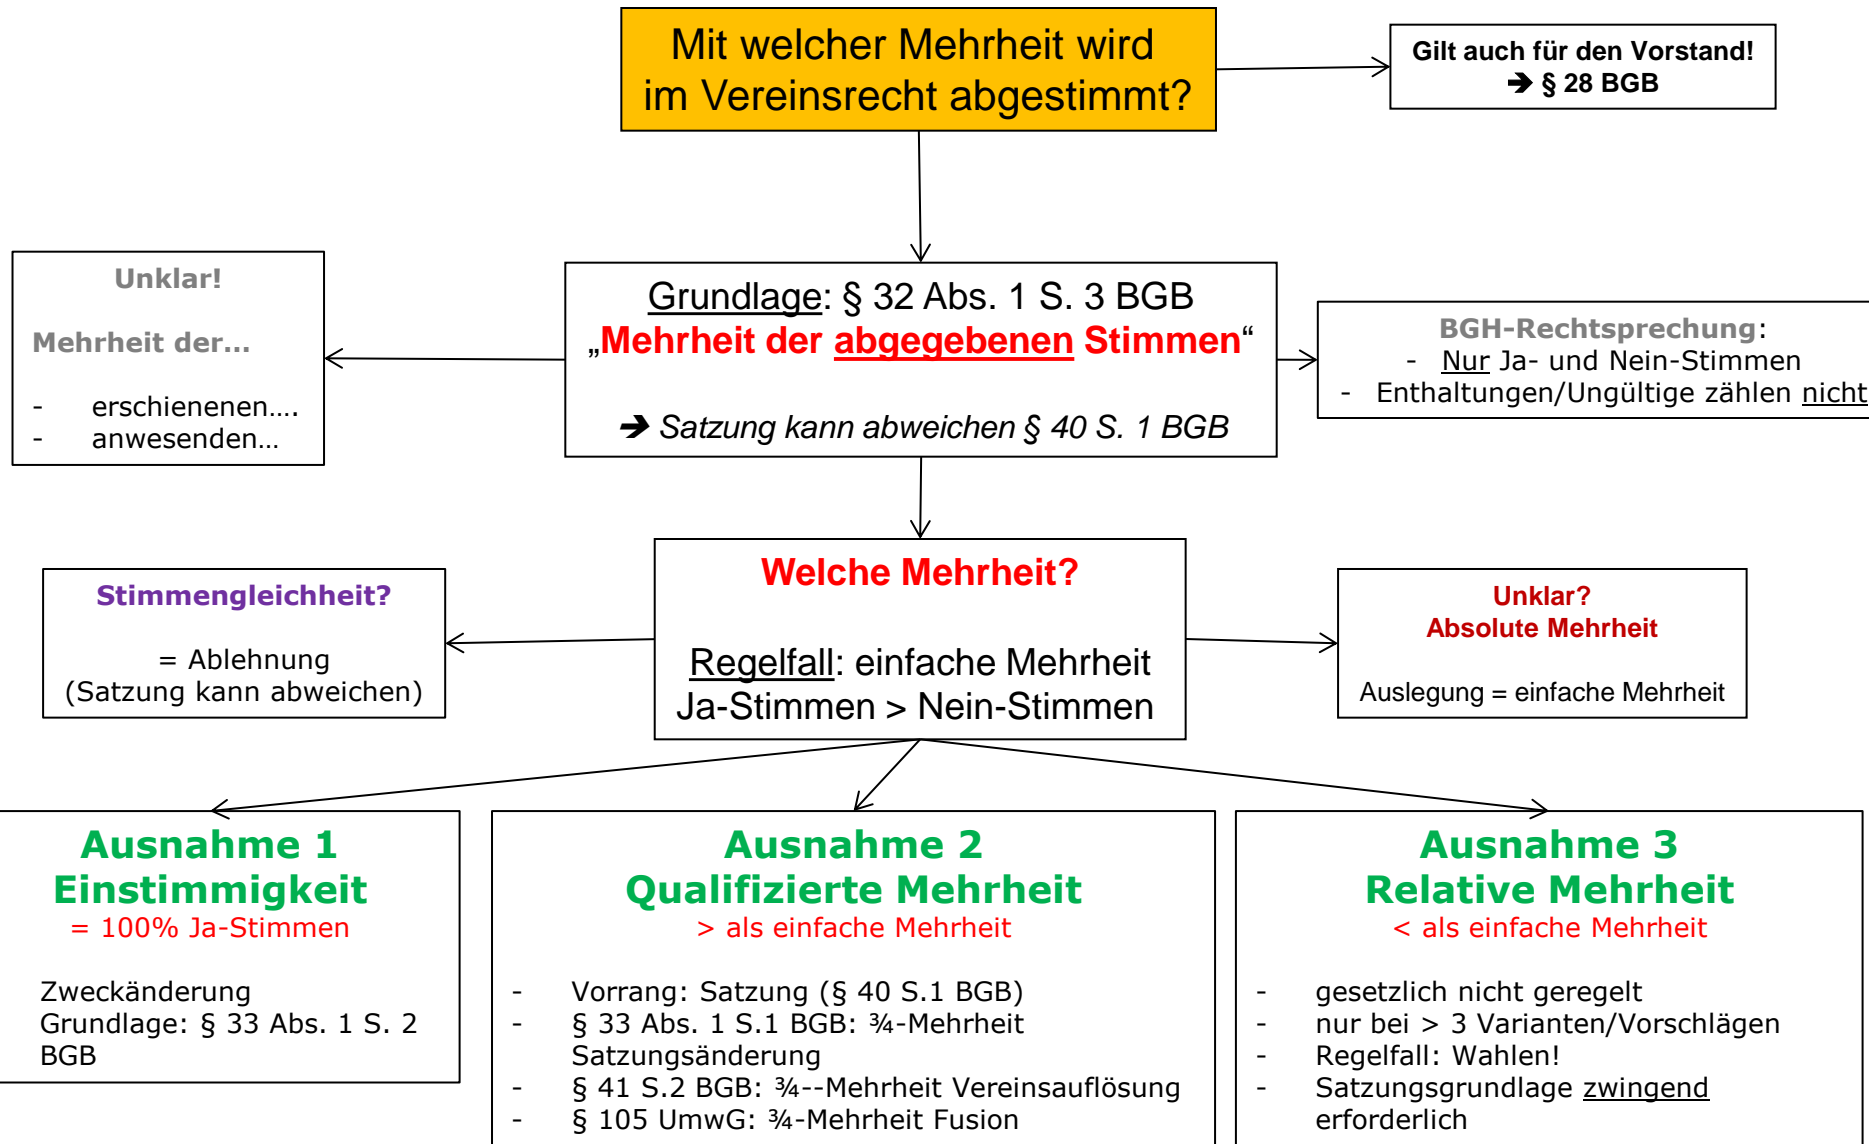 Mit welcher Mehrheit wird
im Vereinsrecht abgestimmt?
Gilt auch für den Vorstand!
➔ § 28 BGB
Unklar!
Mehrheit der...
- erschienenen….
- anwesenden…
Grundlage: § 32 Abs. 1 S. 3 BGB
„Mehrheit der abgegebenen Stimmen“
➔ Satzung kann abweichen § 40 S. 1 BGB
BGH-Rechtsprechung:
- Nur Ja- und Nein-Stimmen
- Enthaltungen/Ungültige zählen nicht
Stimmengleichheit?
= Ablehnung
(Satzung kann abweichen)
Welche Mehrheit?
Regelfall: einfache Mehrheit
Ja-Stimmen > Nein-Stimmen
Unklar?
Absolute Mehrheit
Auslegung = einfache Mehrheit
Ausnahme 1
Einstimmigkeit
= 100% Ja-Stimmen
Zweckänderung
Grundlage: § 33 Abs. 1 S. 2
BGB
Ausnahme 2
Qualifizierte Mehrheit
> als einfache Mehrheit
- Vorrang: Satzung (§ 40 S.1 BGB)
- § 33 Abs. 1 S.1 BGB: ¾-Mehrheit
Satzungsänderung
- § 41 S.2 BGB: ¾--Mehrheit Vereinsauflösung
- § 105 UmwG: ¾-Mehrheit Fusion
Ausnahme 3
Relative Mehrheit
< als einfache Mehrheit
- gesetzlich nicht geregelt
- nur bei > 3 Varianten/Vorschlägen
- Regelfall: Wahlen!
- Satzungsgrundlage zwingend
erforderlich